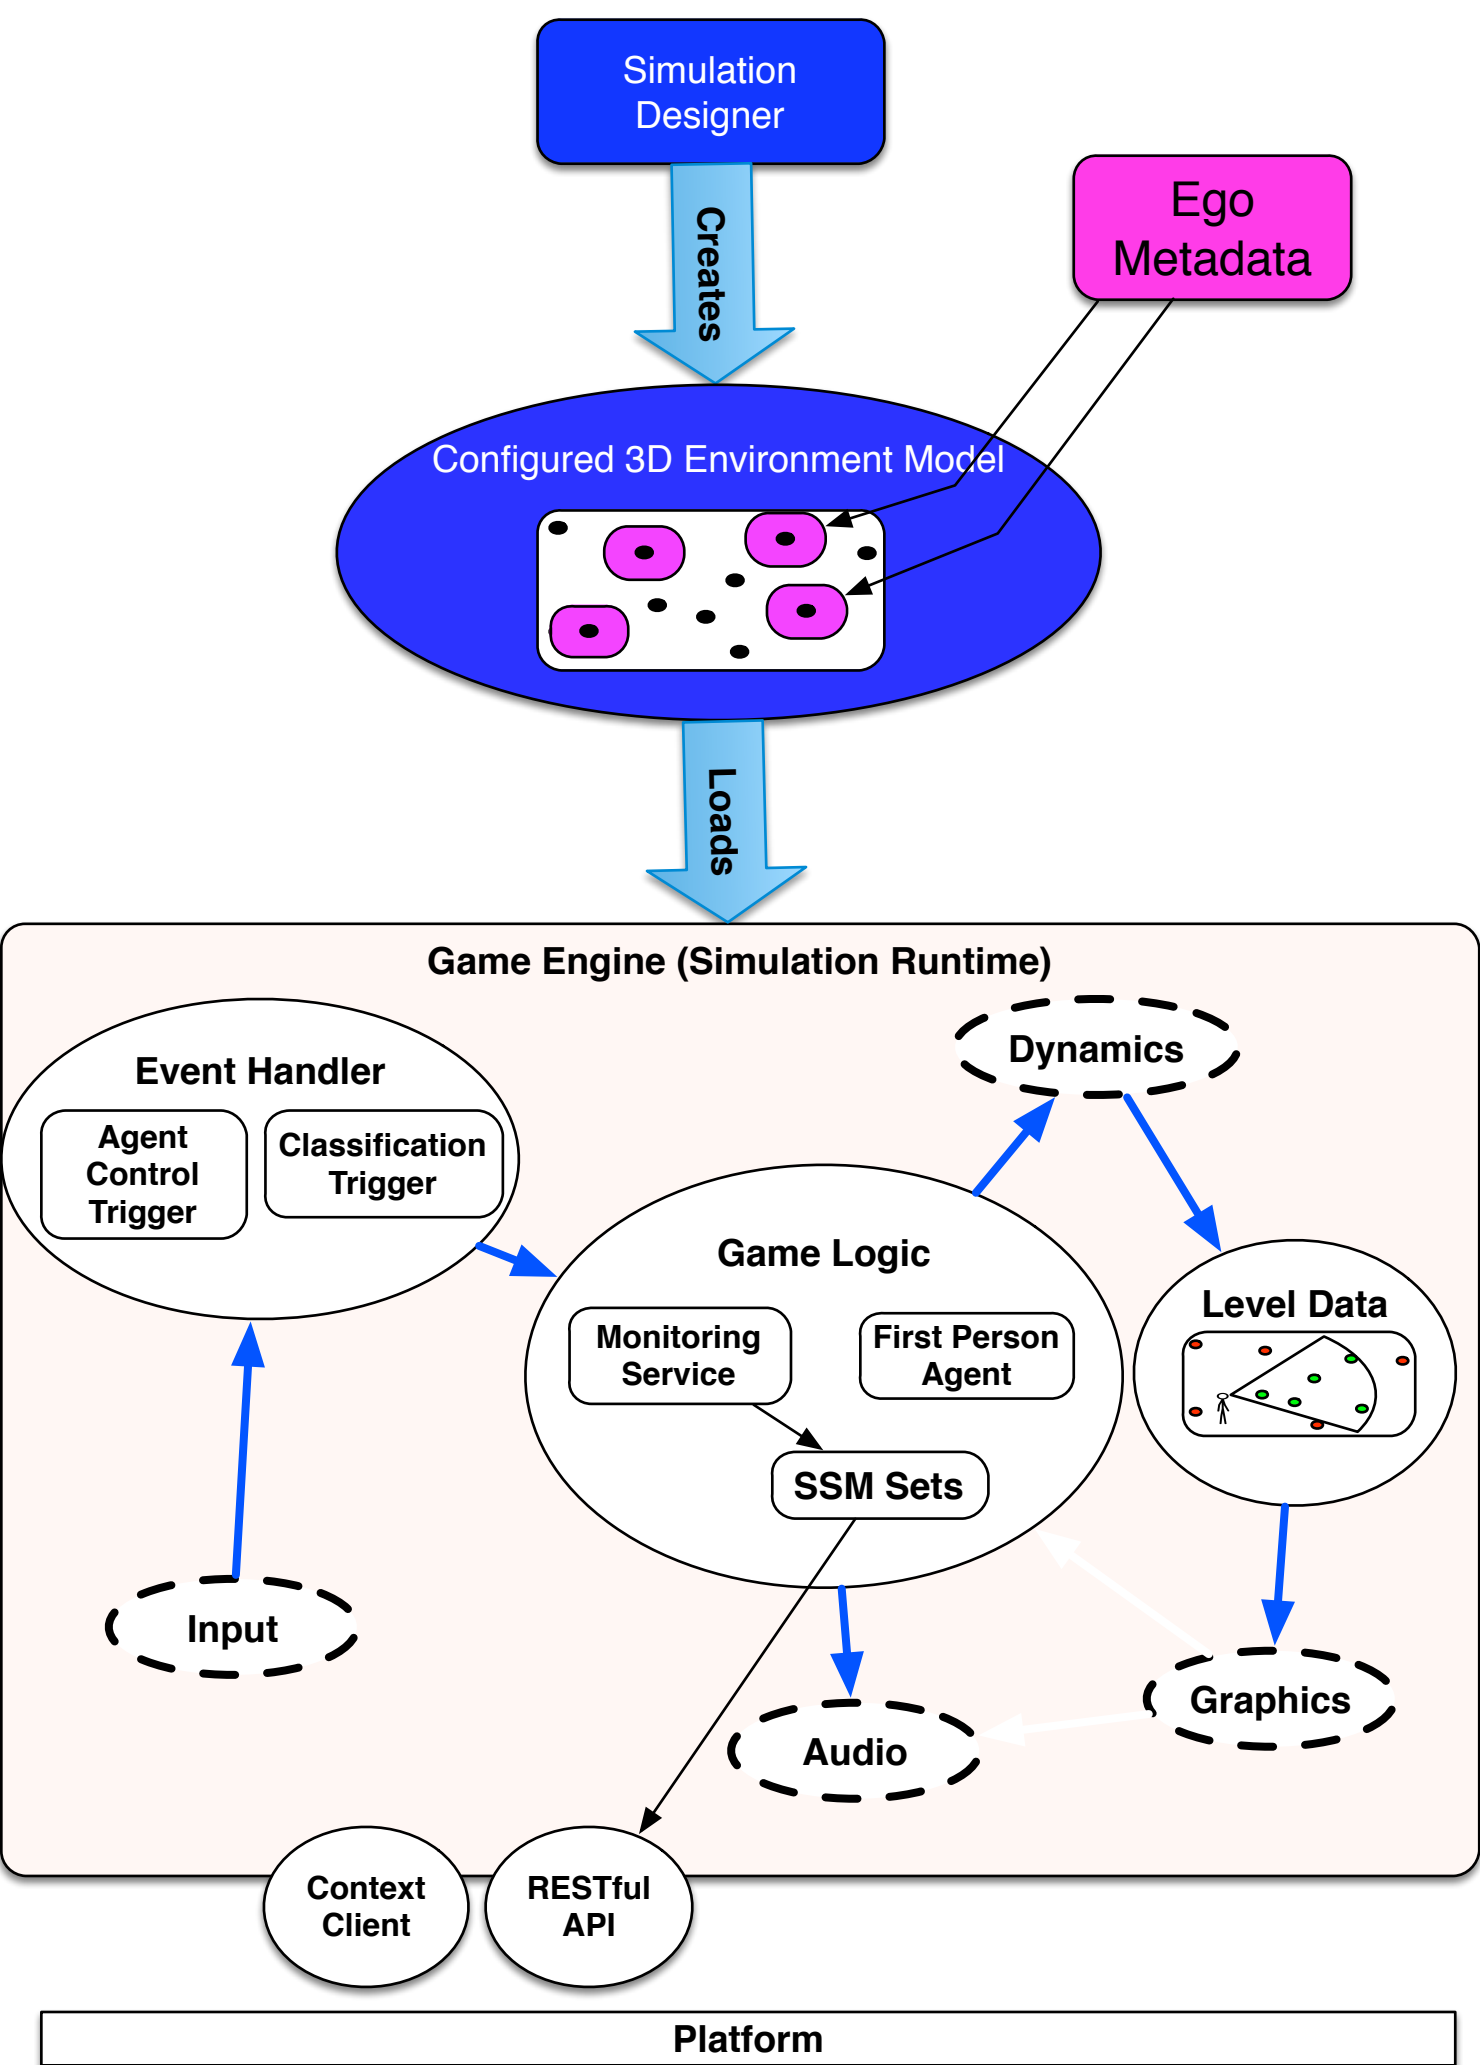 Simulation
Designer
Ego
Metadata
Creates
Configured 3D Environment Model
Loads
Game Engine (Simulation Runtime)
Dynamics
Event Handler
Agent
Control
Trigger
Classification
Trigger
Game Logic
Level Data
Monitoring
Service
First Person
Agent
SSM Sets
Input
Graphics
Audio
Context
Client
RESTful
API
Platform